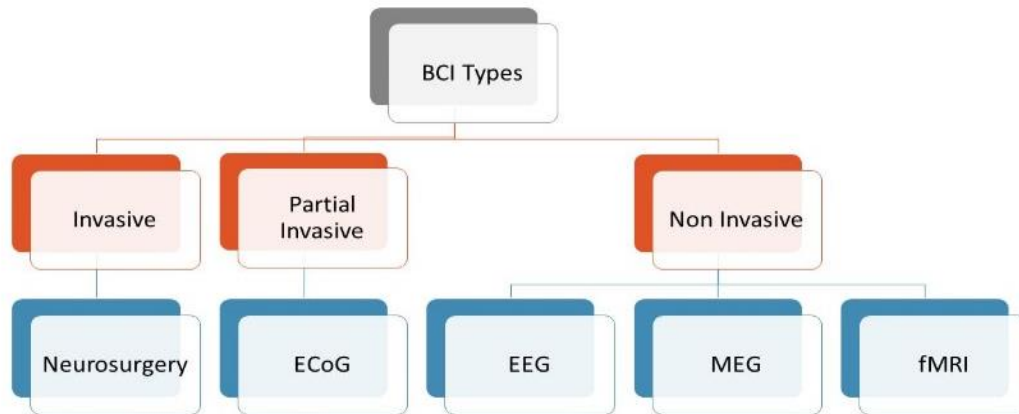 BCI Types
Invasive
Partial
Invasive
Non Invasive
Neurosurgery
ECoG
EEG
MEG
fMRI